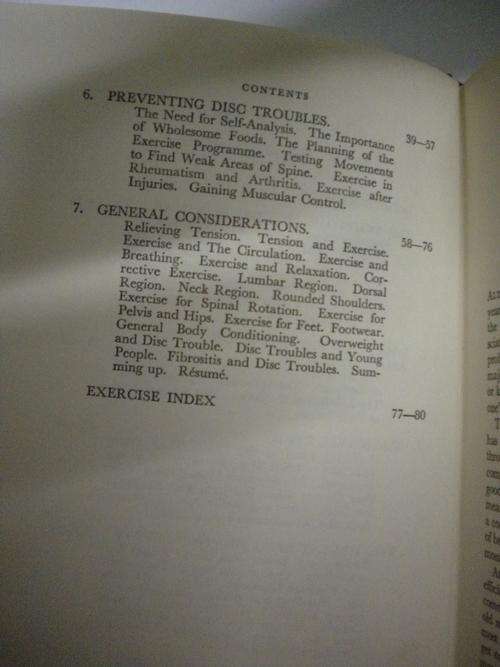 CONTENTS
6. PREVENTING DISC TROUBLES. 39—57
The Need for Self-Analysis. The Importance
of Wholesome Foods. The Planning of the
Exercise Programme. Testing Movements
to Find Weak Areas of Spine. Exercise in
Rheumatism and Arthritis. Exercise after
Injuries. Gaining Muscular Control.
7. GENERAL CONSIDERATIONS. 58—76
Relieving Tension. Tension and Exercise.
Exercise and The Circulation. Exercise and
Breathing. Exercise and Relaxation. Cor-
rective Exercise. Lumbar Region. Dorsal
Region. Neck Region. Rounded Shoulders.
Exercise for Spinal Rotation. Exercise for
Pelvis and Hips. Exercise for Feet. Footwear.
General Body Conditioning. Overweight
and Disc Trouble. Disc Troubles and Young
People. Fibrositis and Disc Troubles. Sum-
ming up. Résumé.
EXERCISE INDEX 77—80